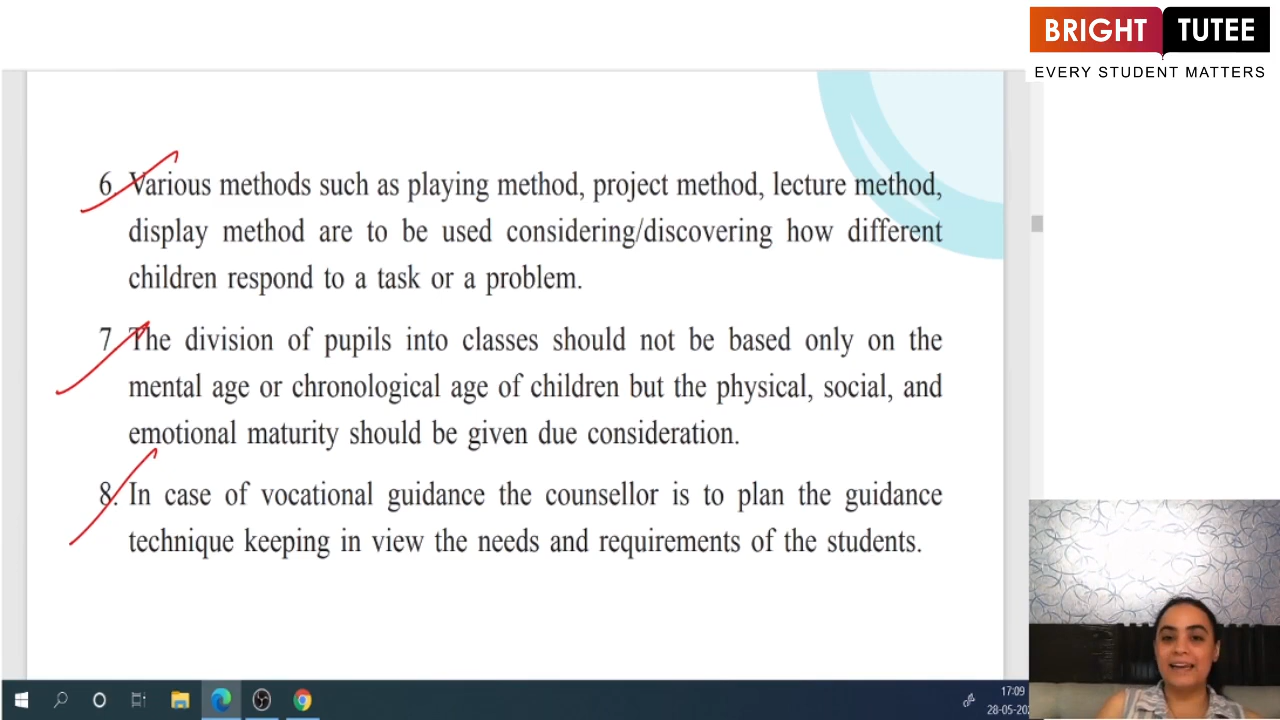 BRIGHT TUTEE
EVERY STUDENT MATTERS
6. Various methods such as playing method, project method, lecture method,
display method are to be used considering/discovering how different
children respond to a task or a problem.
7. The division of pupils into classes should not be based only on the
mental age or chronological age of children but the physical, social, and
emotional maturity should be given due consideration.
8. In case of vocational guidance the counsellor is to plan the guidance
technique keeping in view the needs and requirements of the students.
17:09
28-05-20